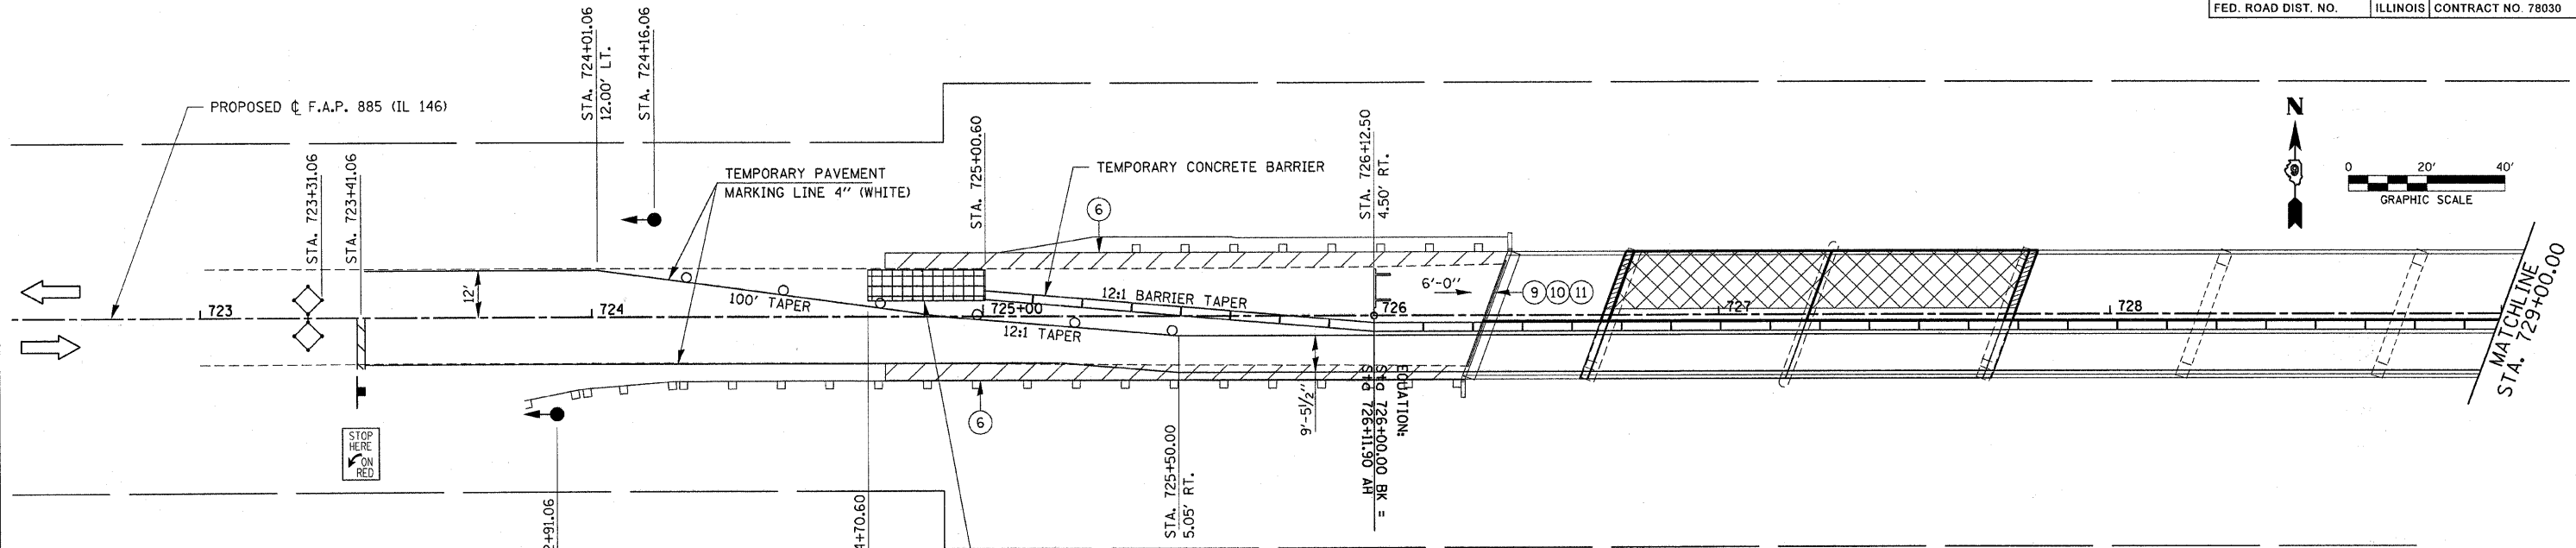 FED. ROAD DIST. NO. ILLINOIS CONTRACT NO. 78030
STA. 724+01.06
12.00' LT.
STA. 724+16.06
PROPOSED ℄ F.A.P. 885 (IL 146)
STA. 723+31.06
STA. 723+41.06
TEMPORARY PAVEMENT
MARKING LINE 4" (WHITE)
STA. 725+00.60
TEMPORARY CONCRETE BARRIER
STA. 726+12.50
4.50' RT.
N
0 20' 40'
GRAPHIC SCALE
6
12'
100' TAPER
12:1 BARRIER TAPER
6'-0"
9 10 11
723
724
725+00
726
727
728
12:1 TAPER
MATCHLINE
STA. 729+00.00
STOP
HERE
ON
RED
6
9'-5½"
EQUATION:
Sta 726+00.00 BK =
Sta 726+11.90 AH
STA. 725+50.00
5.05' RT.
2+91.06
4+70.60